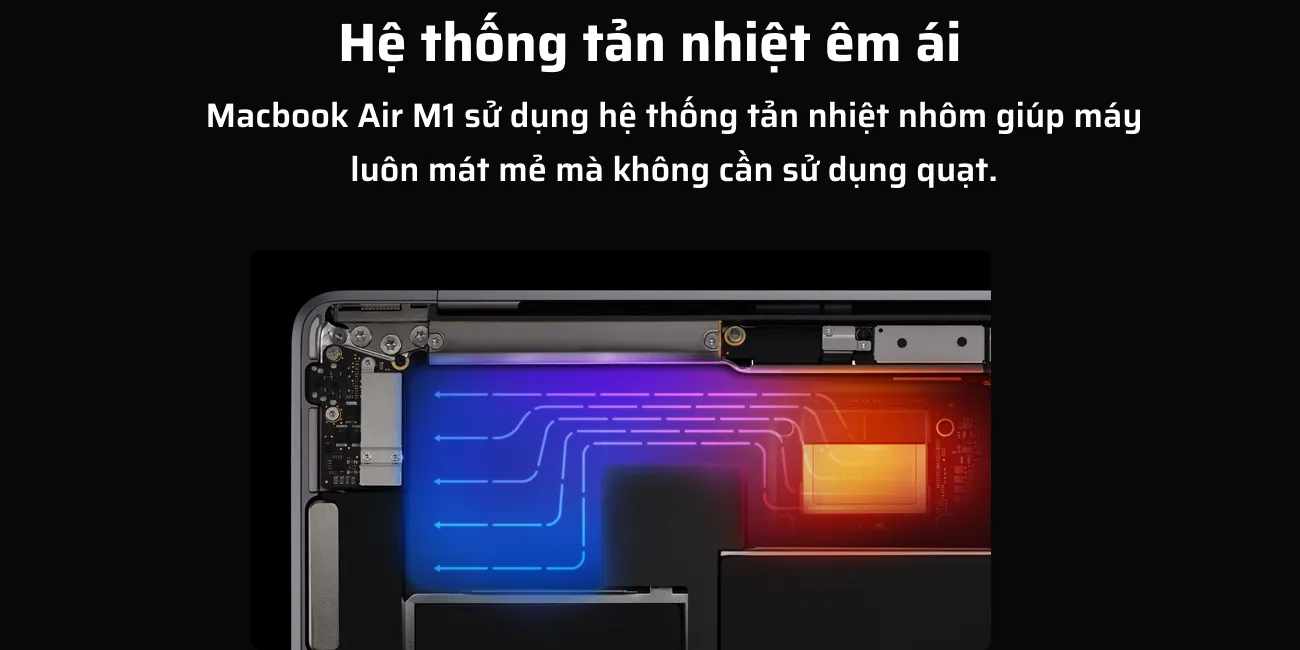 Hệ thống tản nhiệt êm ái
Macbook Air M1 sử dụng hệ thống tản nhiệt nhôm giúp máy
luôn mát mẻ mà không cần sử dụng quạt.